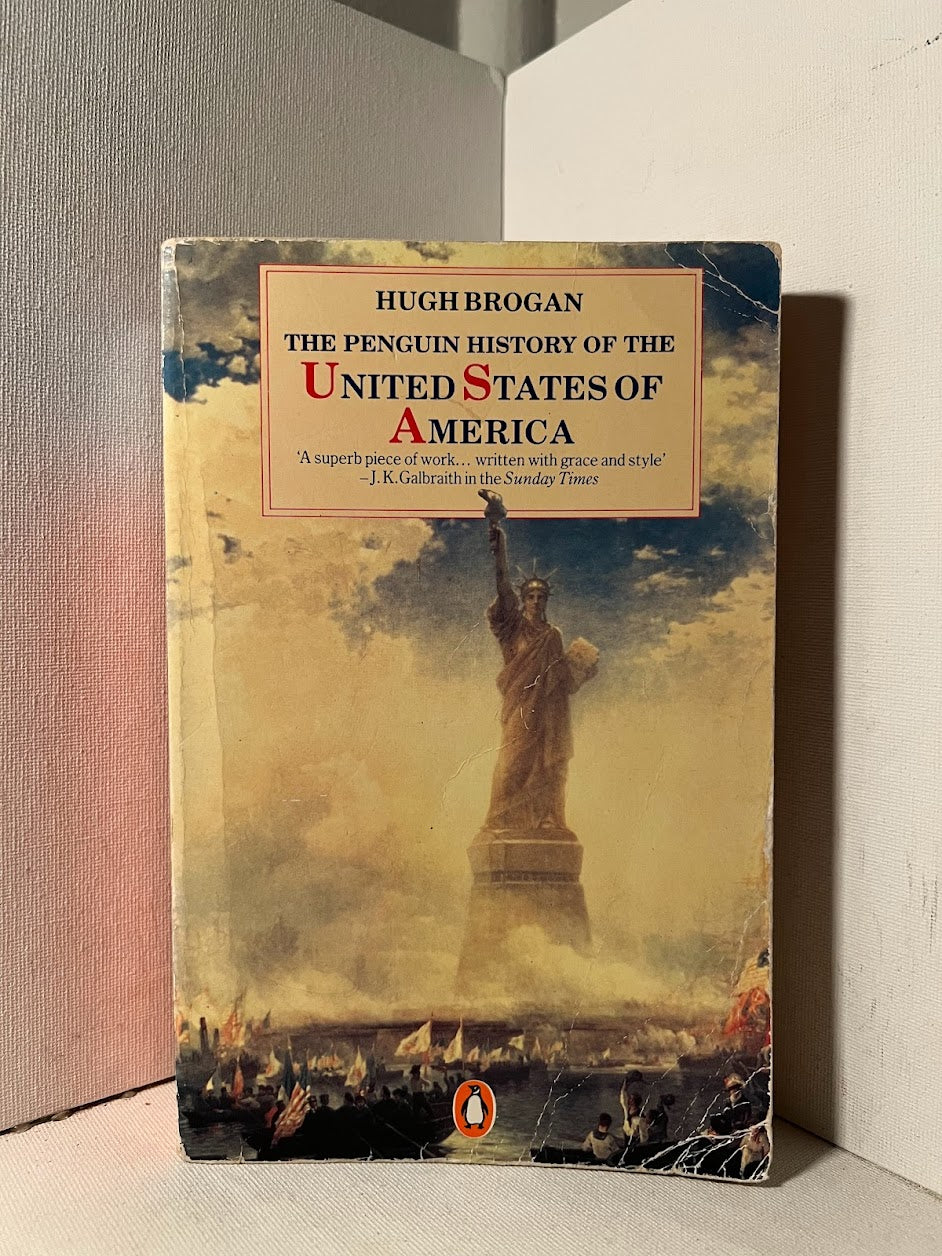 HUGH BROGAN
THE PENGUIN HISTORY OF THE
UNITED STATES OF
AMERICA
‘A superb piece of work... written with grace and style’
–J.K.Galbraith in the Sunday Times